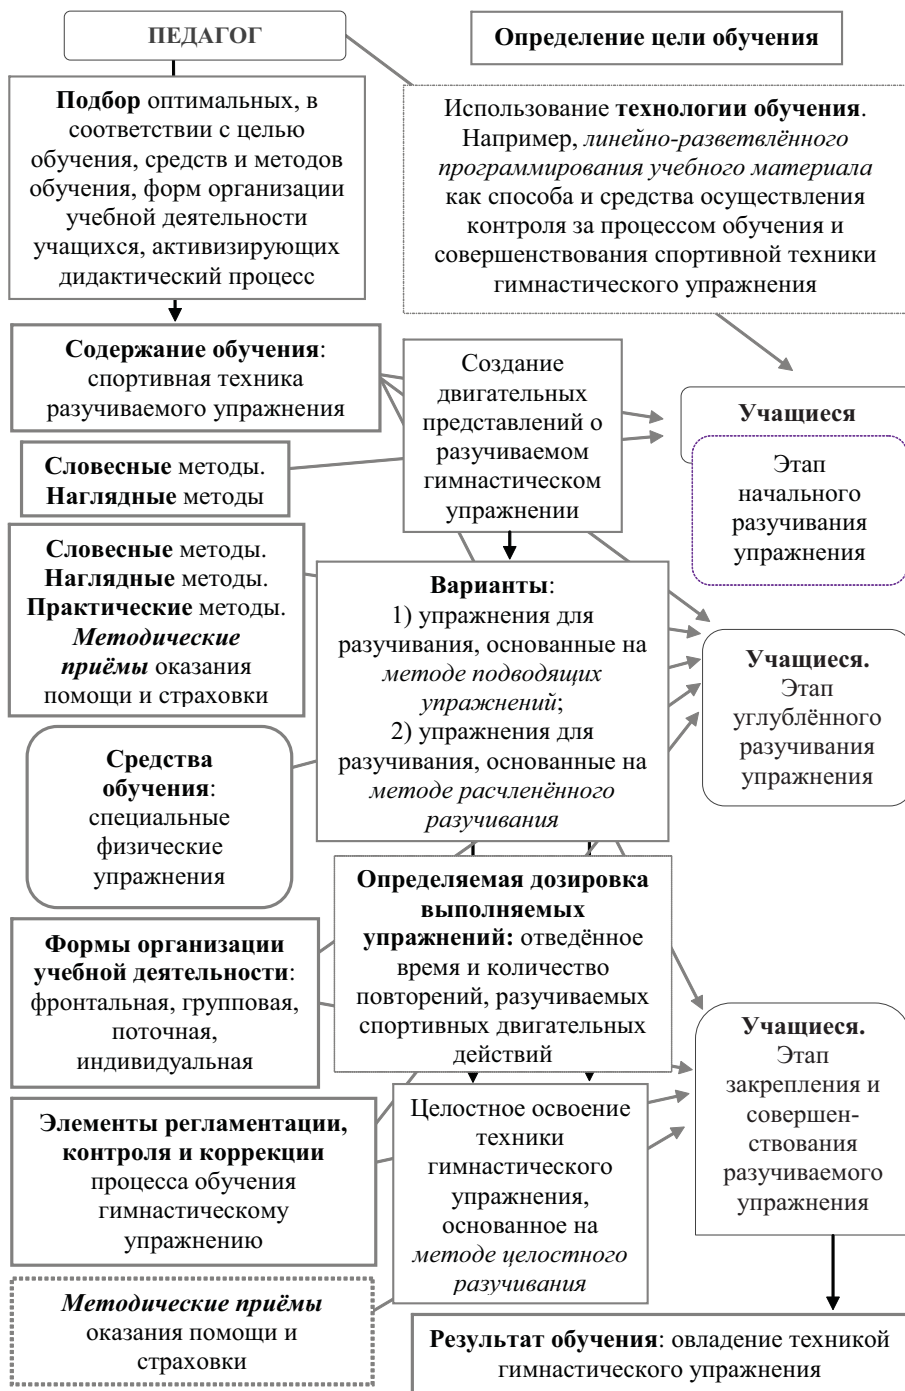 ПЕДАГОГ
Определение цели обучения
Подбор оптимальных, в
соответствии с целью
обучения, средств и методов
обучения, форм организации
учебной деятельности
учащихся, активизирующих
дидактический процесс
Использование технологии обучения.
Например, линейно-разветвлённого
программирования учебного материала
как способа и средства осуществления
контроля за процессом обучения и
совершенствования спортивной техники
гимнастического упражнения
Содержание обучения:
спортивная техника
разучиваемого упражнения
Создание
двигательных
представлений о
разучиваемом
гимнастическом
упражнении
Учащиеся
Этап
начального
разучивания
упражнения
Словесные методы.
Наглядные методы
Словесные методы.
Наглядные методы.
Практические методы.
Методические
приёмы оказания
помощи и страховки
Варианты:
1) упражнения для
разучивания, основанные на
методе подводящих
упражнений;
2) упражнения для
разучивания, основанные на
методе расчленённого
разучивания
Учащиеся.
Этап
углублённого
разучивания
упражнения
Средства
обучения:
специальные
физические
упражнения
Определяемая дозировка
выполняемых
упражнений: отведённое
время и количество
повторений, разучиваемых
спортивных двигательных
действий
Формы организации
учебной деятельности:
фронтальная, групповая,
поточная,
индивидуальная
Учащиеся.
Этап
закрепления и
совершен-
ствования
разучиваемого
упражнения
Элементы регламентации,
контроля и коррекции
процесса обучения
гимнастическому
упражнению
Целостное освоение
техники
гимнастического
упражнения,
основанное на
методе целостного
разучивания
Методические приёмы
оказания помощи и
страховки
Результат обучения: овладение техникой
гимнастического упражнения